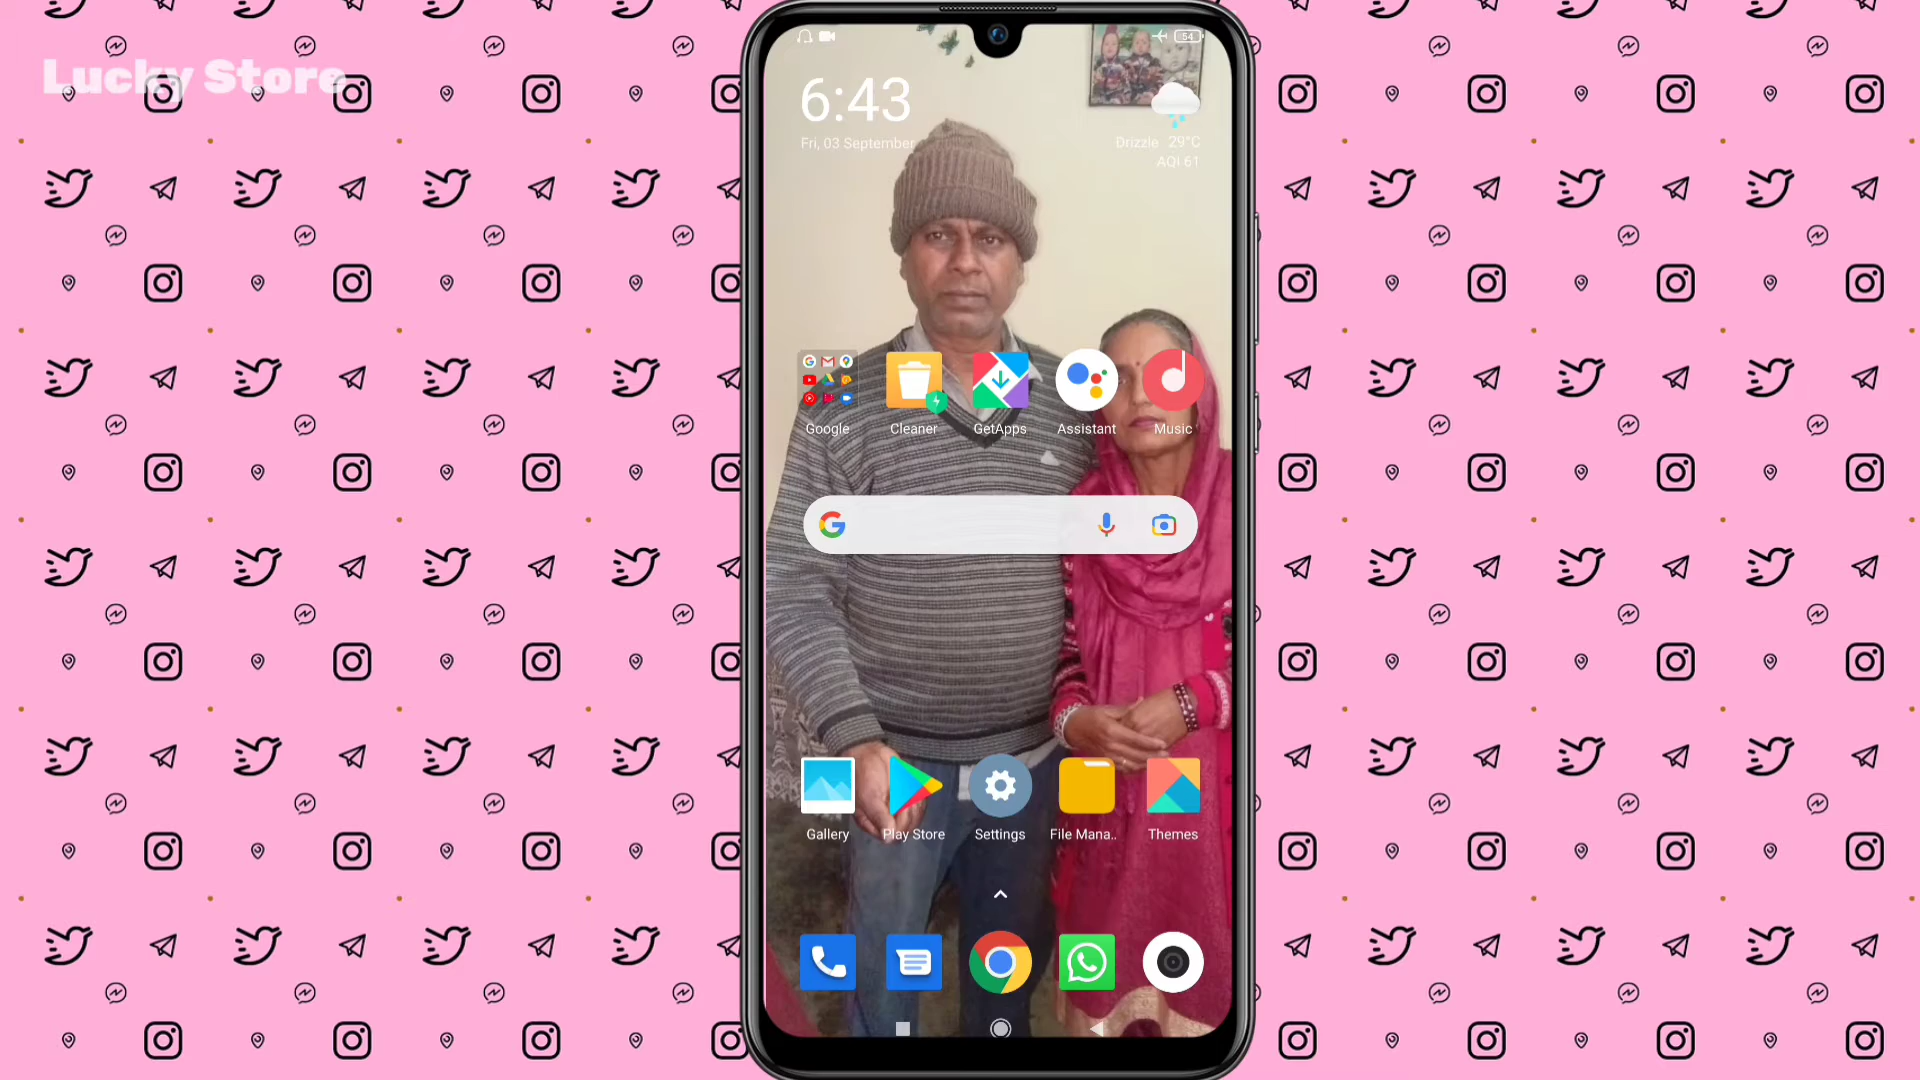 Lucky Store
54
6:43
Fri, 03 September
Drizzle 29°C
AQI 61
Google
Cleaner
GetApps
Assistant
Music
Gallery
Play Store
Settings
File Mana..
Themes